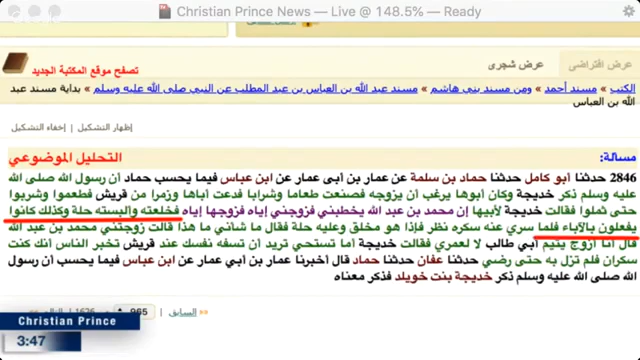 Christian Prince News — Live @ 148.5% — Ready
عرض افتراضي عرض شجري
تصفح موقع المكتبة الجديد
الكتب » مسند أحمد » ومن مسند بني هاشم » مسند عبد الله بن العباس بن عبد المطلب عن النبي صلى الله عليه وسلم » بداية مسند عبد
الله بن العباس
إظهار التشكيل | إخفاء التشكيل
مسألة: التحليل الموضوعي
2846 حدثنا أبو كامل حدثنا حماد بن سلمة عن عمار بن أبي عمار عن ابن عباس فيما يحسب حماد أن رسول الله صلى الله
عليه وسلم ذكر خديجة وكان أبوها يرغب أن يزوجه فصنعت طعاما وشرابا فدعت أباها وزمرا من قريش فطعموا وشربوا
حتى ثملوا فقالت خديجة لأبيها إن محمد بن عبد الله يخطبني فزوجني إياه فزوجها إياه فخلعته وألبسته حلة وكذلك كانوا
يفعلون بالآباء فلما سري عنه سكره نظر فإذا هو مخلق وعليه حلة فقال ما شأني ما هذا قالت زوجتني محمد بن عبد الله
قال أنا أزوج يتيم أبي طالب لا لعمري فقالت خديجة أما تستحي تريد أن تسفه نفسك عند قريش تخبر الناس أنك كنت
سكران فلم تزل به حتى رضي حدثنا عفان حدثنا حماد قال أخبرنا عمار بن أبي عمار عن ابن عباس فيما يحسب أن رسول
الله صلى الله عليه وسلم ذكر خديجة بنت خويلد فذكر معناه
السابق | 965
Christian Prince
3:47